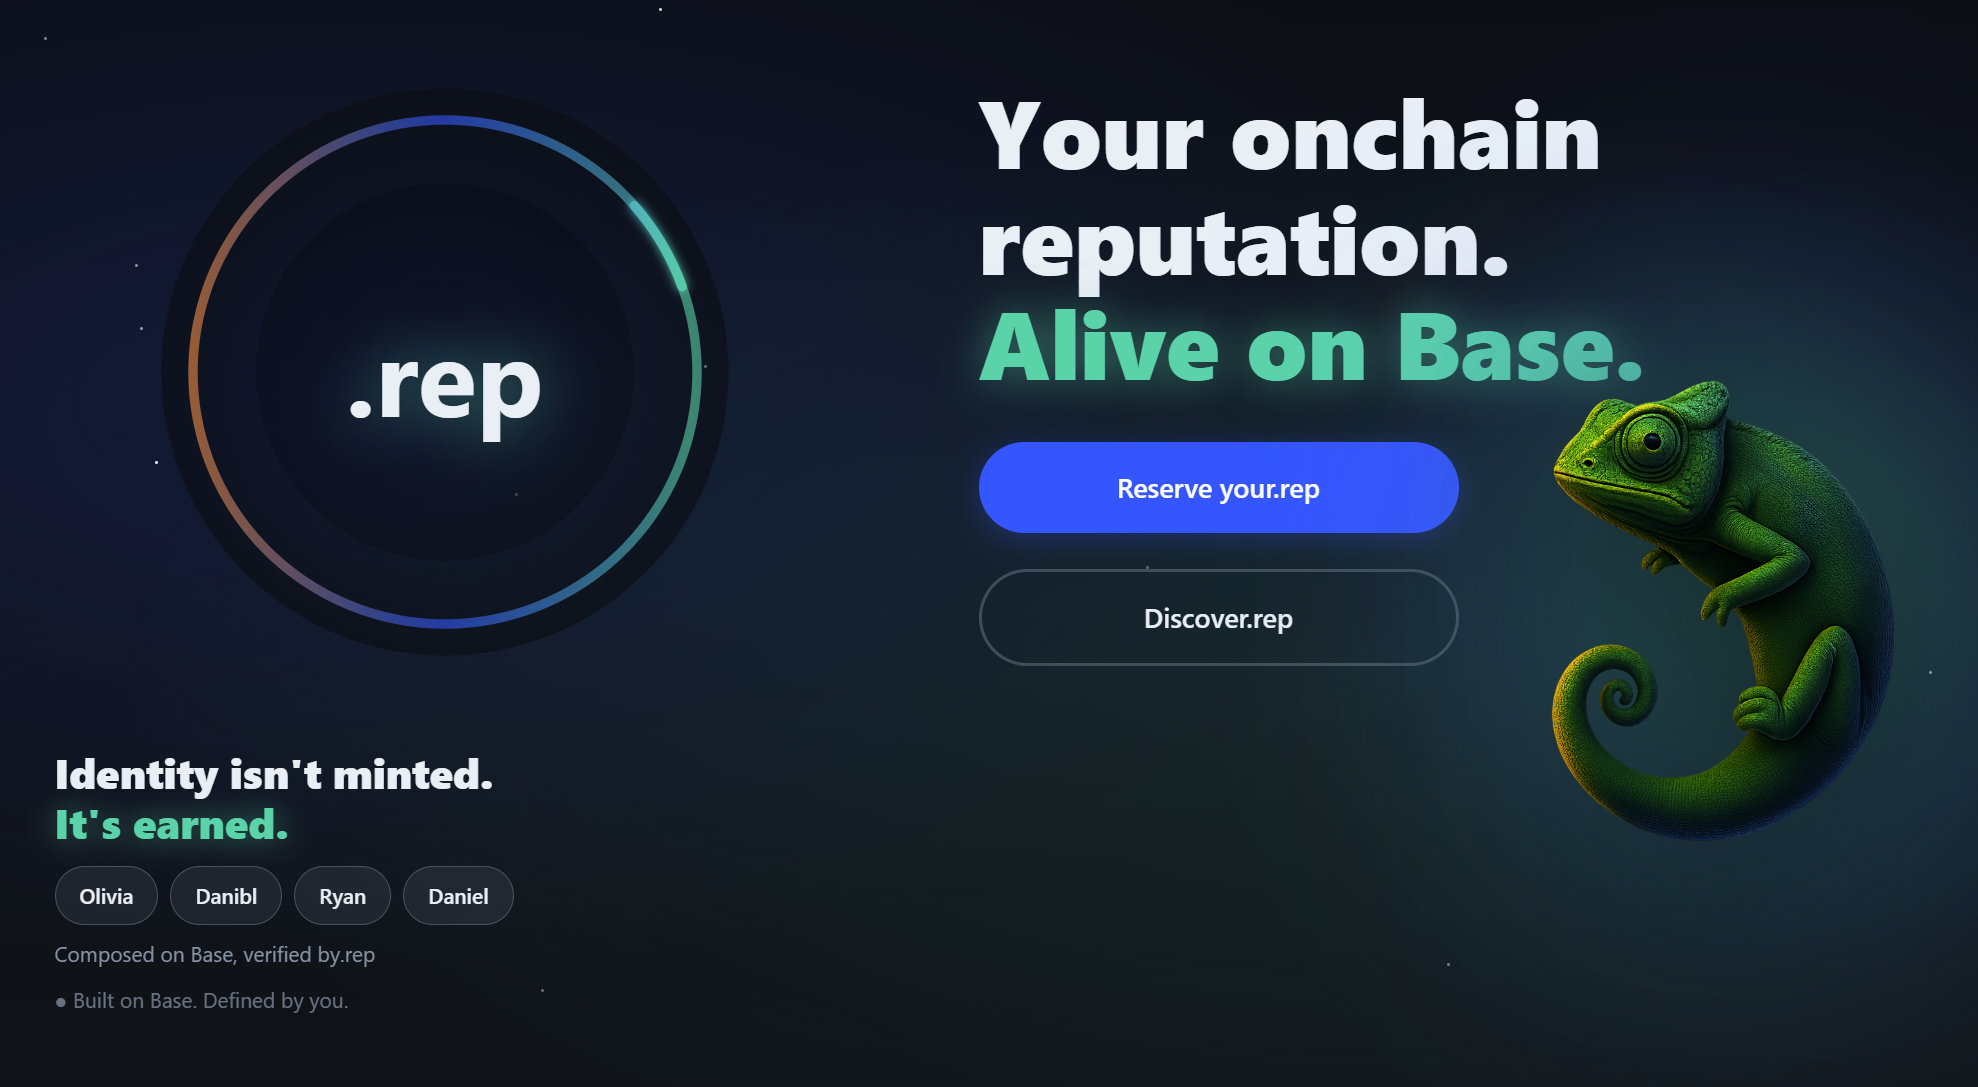 .rep
Your onchain
reputation.
Alive on Base.
Reserve your.rep
Discover.rep
Identity isn't minted.
It's earned.
Olivia
Danibl
Ryan
Daniel
Composed on Base, verified by.rep
● Built on Base. Defined by you.